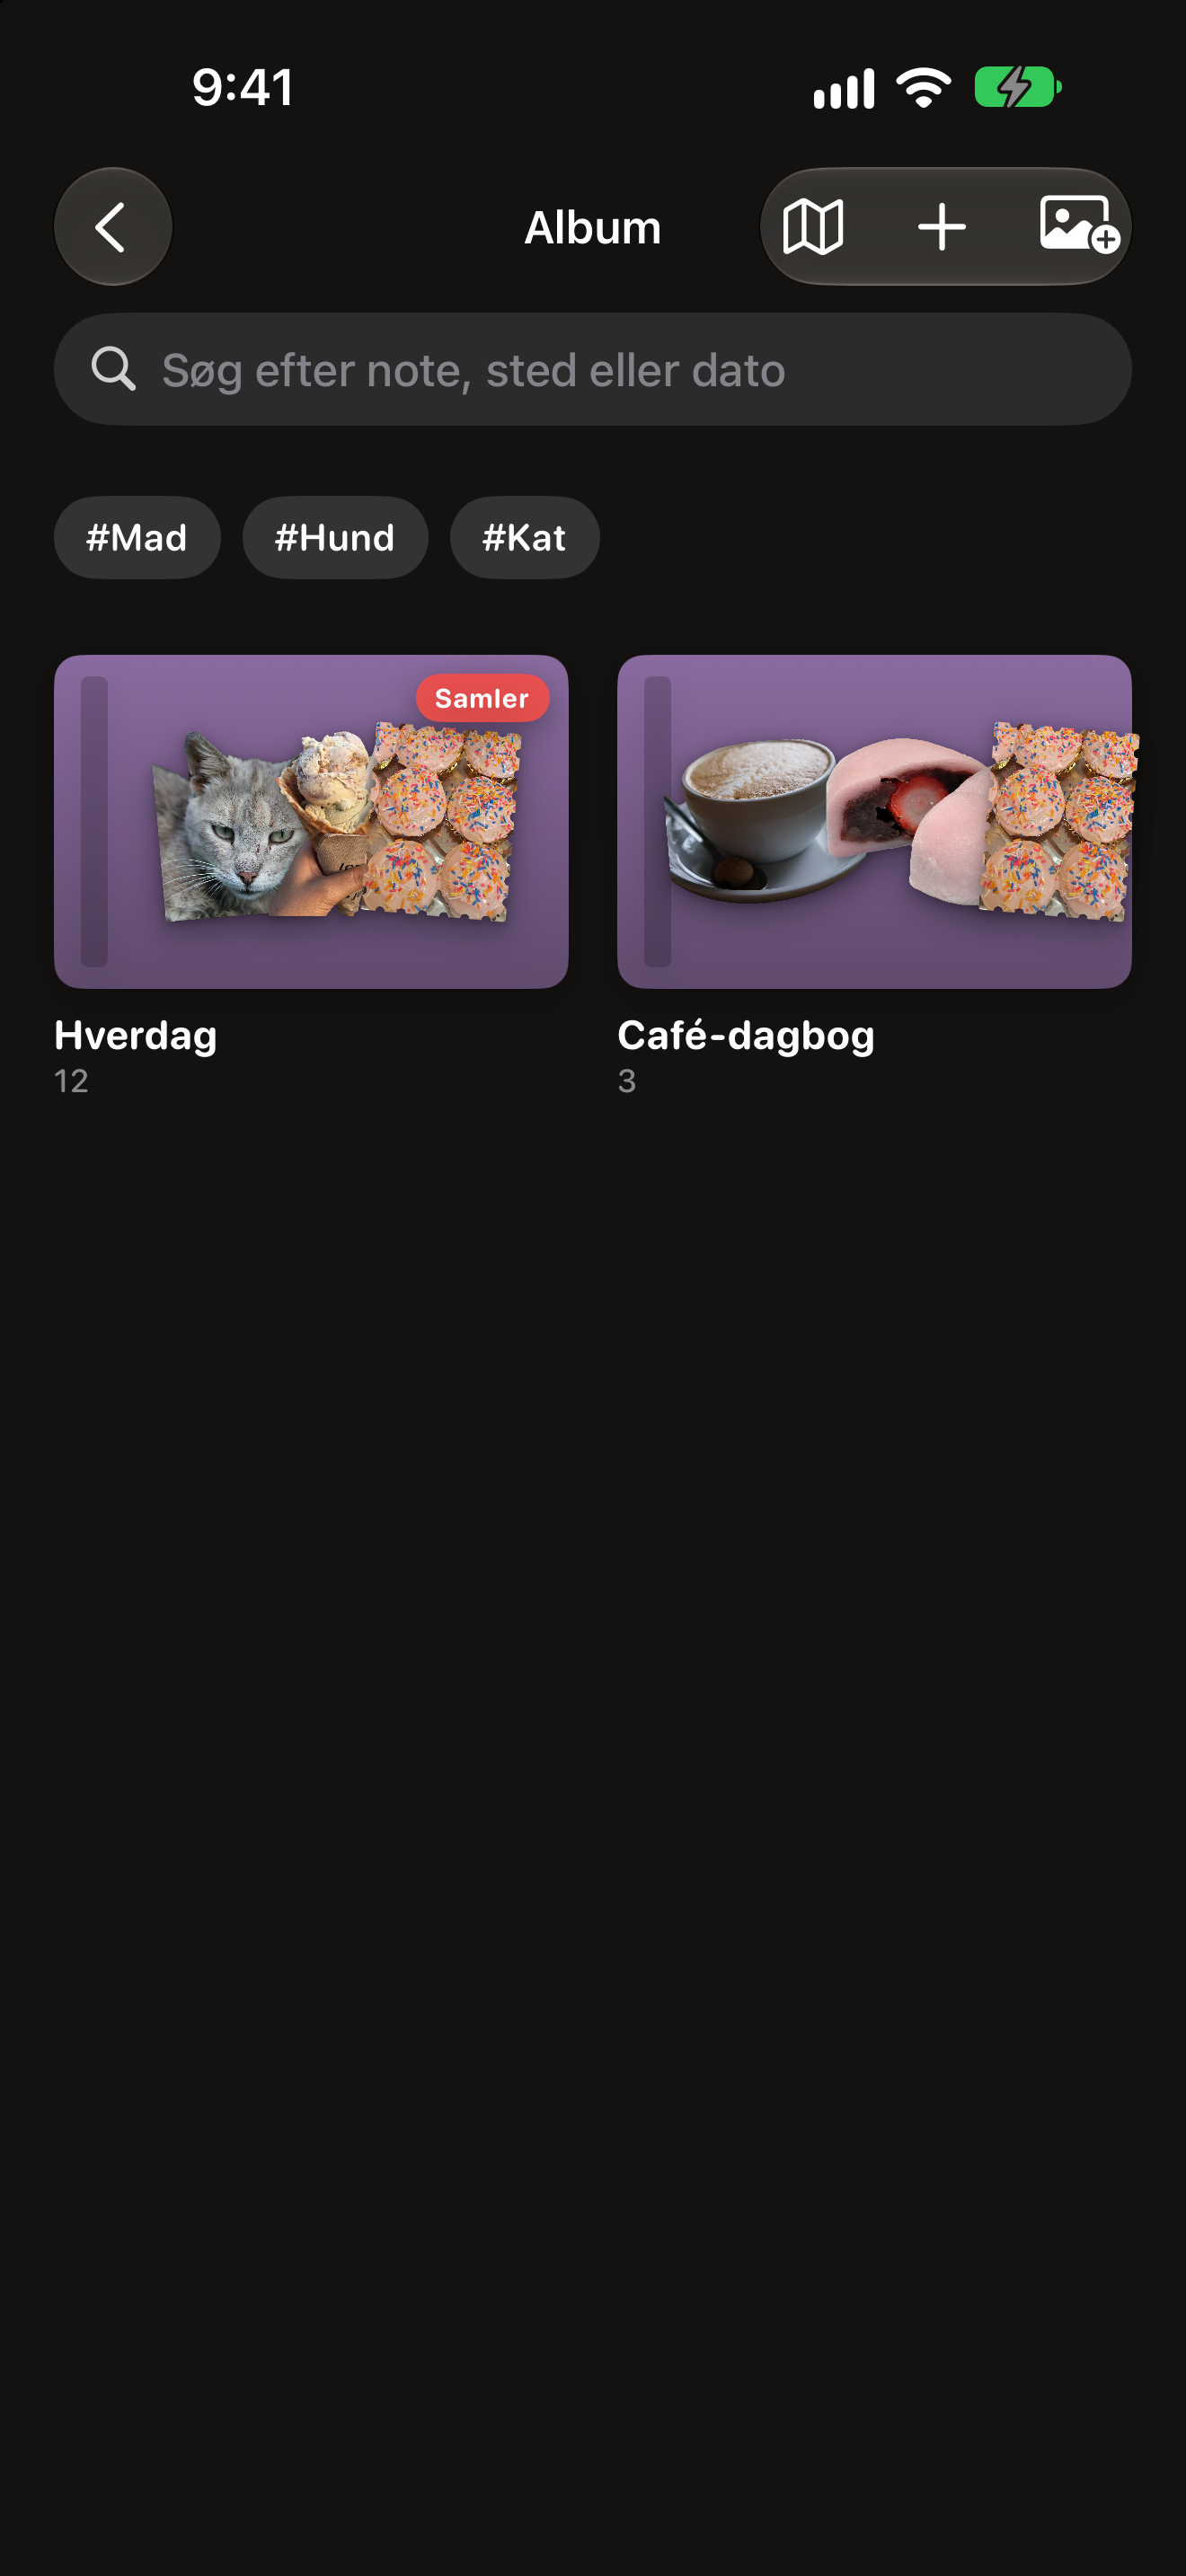 9:41
Album
Søg efter note, sted eller dato
#Mad #Hund #Kat
Samler
Hverdag
12
Café-dagbog
3